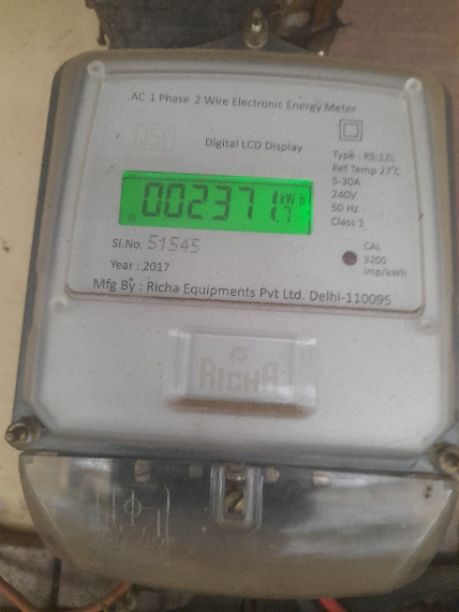 .AC 1 Phase 2 Wire Electronic Energy Meter
ISI
Digital LCD Display
Type : RS-12L
Ref Temp 27°C
5-30A
240V
50 Hz
Class 1
002371.7 kWh
Sl.No. 51545
CAL
3200
Imp/kWh
Year : 2017
Mfg By : Richa Equipments Pvt Ltd. Delhi-110095
R
RICHA